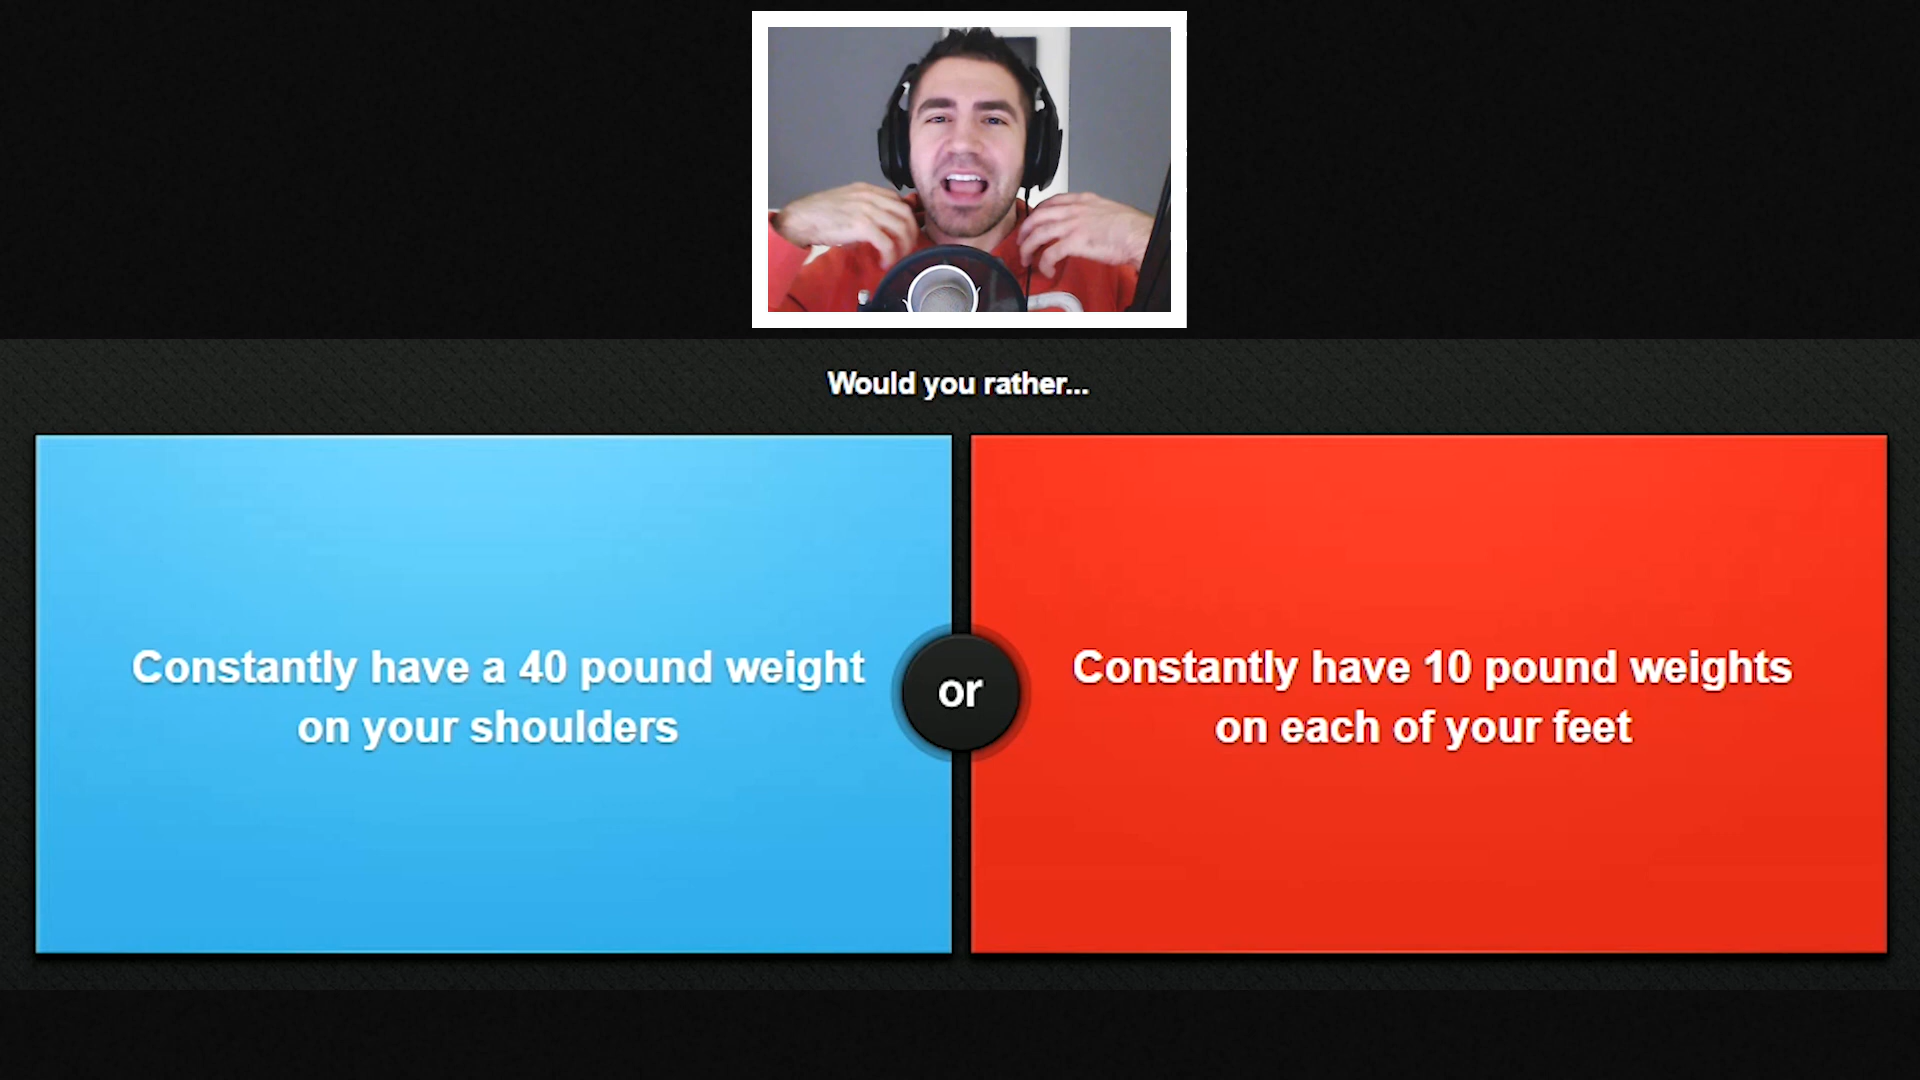 Would you rather...
Constantly have a 40 pound weight
on your shoulders
or
Constantly have 10 pound weights
on each of your feet